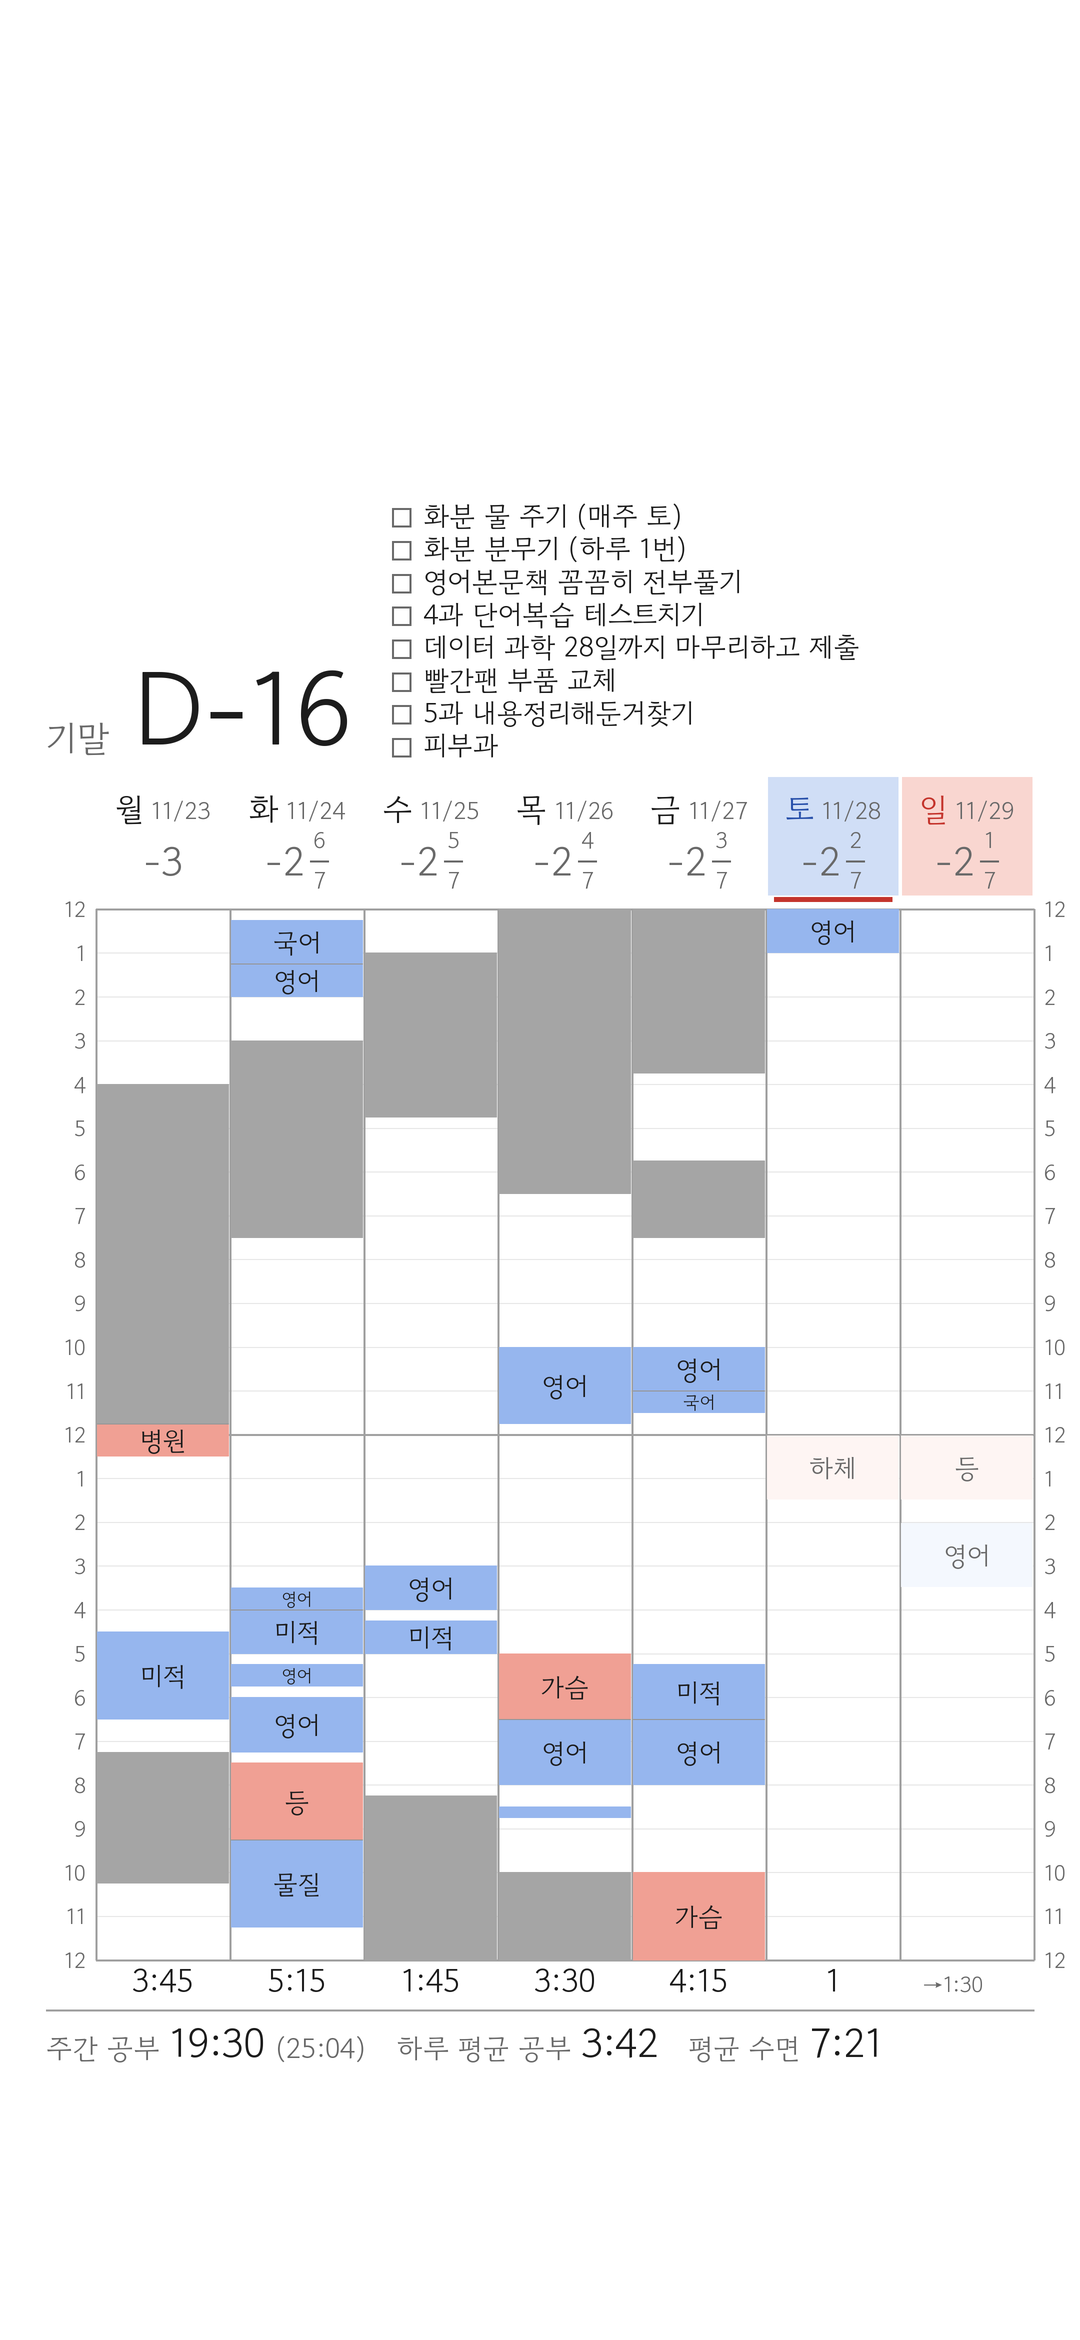 화분 물 주기 (매주 토)
화분 분무기 (하루 1번)
영어본문책 꼼꼼히 전부풀기
4과 단어복습 테스트치기
데이터 과학 28일까지 마무리하고 제출
빨간팬 부품 교체
5과 내용정리해둔거찾기
피부과
기말 D-16
월 11/23 화 11/24 수 11/25 목 11/26 금 11/27 토 11/28 일 11/29
-3 -2 6/7 -2 5/7 -2 4/7 -2 3/7 -2 2/7 -2 1/7
12 영어 12
국어
1 1
영어
2 2
3 3
4 4
5 5
6 6
7 7
8 8
9 9
10 10
영어 영어
11 국어 11
12 병원 12
1 하체 등 1
2 2
3 영어 영어 3
영어
4 4
미적 미적
5 5
미적 영어 가슴 미적
6 6
영어
7 영어 영어 7
8 등 8
9 9
10 물질 10
11 가슴 11
12 12
3:45 5:15 1:45 3:30 4:15 1 →1:30
주간 공부 19:30 (25:04) 하루 평균 공부 3:42 평균 수면 7:21